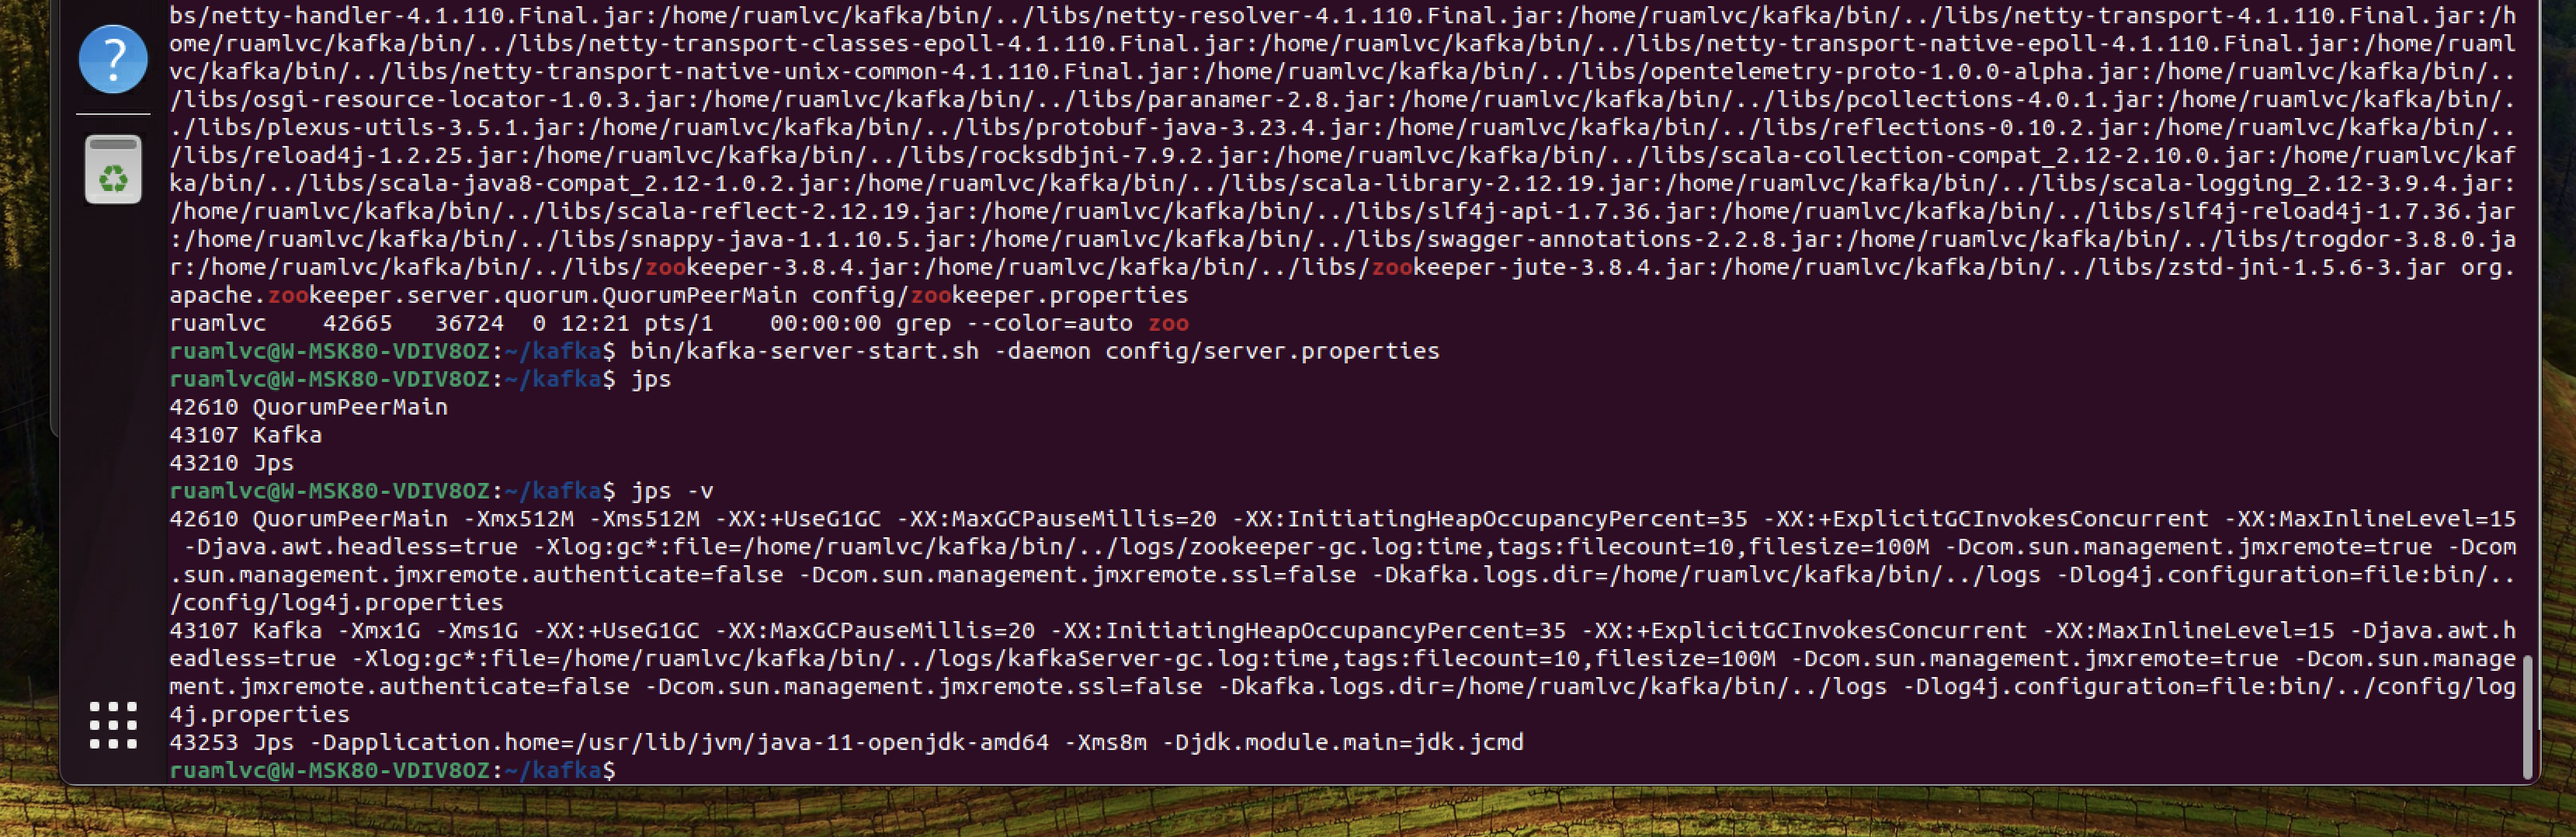 bs/netty-handler-4.1.110.Final.jar:/home/ruamlvc/kafka/bin/../libs/netty-resolver-4.1.110.Final.jar:/home/ruamlvc/kafka/bin/../libs/netty-transport-4.1.110.Final.jar:/h
ome/ruamlvc/kafka/bin/../libs/netty-transport-classes-epoll-4.1.110.Final.jar:/home/ruamlvc/kafka/bin/../libs/netty-transport-native-epoll-4.1.110.Final.jar:/home/ruaml
vc/kafka/bin/../libs/netty-transport-native-unix-common-4.1.110.Final.jar:/home/ruamlvc/kafka/bin/../libs/opentelemetry-proto-1.0.0-alpha.jar:/home/ruamlvc/kafka/bin/..
/libs/osgi-resource-locator-1.0.3.jar:/home/ruamlvc/kafka/bin/../libs/paranamer-2.8.jar:/home/ruamlvc/kafka/bin/../libs/pcollections-4.0.1.jar:/home/ruamlvc/kafka/bin/.
./libs/plexus-utils-3.5.1.jar:/home/ruamlvc/kafka/bin/../libs/protobuf-java-3.23.4.jar:/home/ruamlvc/kafka/bin/../libs/reflections-0.10.2.jar:/home/ruamlvc/kafka/bin/..
/libs/reload4j-1.2.25.jar:/home/ruamlvc/kafka/bin/../libs/rocksdbjni-7.9.2.jar:/home/ruamlvc/kafka/bin/../libs/scala-collection-compat_2.12-2.10.0.jar:/home/ruamlvc/kaf
ka/bin/../libs/scala-java8-compat_2.12-1.0.2.jar:/home/ruamlvc/kafka/bin/../libs/scala-library-2.12.19.jar:/home/ruamlvc/kafka/bin/../libs/scala-logging_2.12-3.9.4.jar:
/home/ruamlvc/kafka/bin/../libs/scala-reflect-2.12.19.jar:/home/ruamlvc/kafka/bin/../libs/slf4j-api-1.7.36.jar:/home/ruamlvc/kafka/bin/../libs/slf4j-reload4j-1.7.36.jar
:/home/ruamlvc/kafka/bin/../libs/snappy-java-1.1.10.5.jar:/home/ruamlvc/kafka/bin/../libs/swagger-annotations-2.2.8.jar:/home/ruamlvc/kafka/bin/../libs/trogdor-3.8.0.ja
r:/home/ruamlvc/kafka/bin/../libs/zookeeper-3.8.4.jar:/home/ruamlvc/kafka/bin/../libs/zookeeper-jute-3.8.4.jar:/home/ruamlvc/kafka/bin/../libs/zstd-jni-1.5.6-3.jar org.
apache.zookeeper.server.quorum.QuorumPeerMain config/zookeeper.properties
ruamlvc    42665   36724  0 12:21 pts/1    00:00:00 grep --color=auto zoo
ruamlvc@W-MSK80-VDIV8OZ:~/kafka$ bin/kafka-server-start.sh -daemon config/server.properties
ruamlvc@W-MSK80-VDIV8OZ:~/kafka$ jps
42610 QuorumPeerMain
43107 Kafka
43210 Jps
ruamlvc@W-MSK80-VDIV8OZ:~/kafka$ jps -v
42610 QuorumPeerMain -Xmx512M -Xms512M -XX:+UseG1GC -XX:MaxGCPauseMillis=20 -XX:InitiatingHeapOccupancyPercent=35 -XX:+ExplicitGCInvokesConcurrent -XX:MaxInlineLevel=15
 -Djava.awt.headless=true -Xlog:gc*:file=/home/ruamlvc/kafka/bin/../logs/zookeeper-gc.log:time,tags:filecount=10,filesize=100M -Dcom.sun.management.jmxremote=true -Dcom
.sun.management.jmxremote.authenticate=false -Dcom.sun.management.jmxremote.ssl=false -Dkafka.logs.dir=/home/ruamlvc/kafka/bin/../logs -Dlog4j.configuration=file:bin/..
/config/log4j.properties
43107 Kafka -Xmx1G -Xms1G -XX:+UseG1GC -XX:MaxGCPauseMillis=20 -XX:InitiatingHeapOccupancyPercent=35 -XX:+ExplicitGCInvokesConcurrent -XX:MaxInlineLevel=15 -Djava.awt.h
eadless=true -Xlog:gc*:file=/home/ruamlvc/kafka/bin/../logs/kafkaServer-gc.log:time,tags:filecount=10,filesize=100M -Dcom.sun.management.jmxremote=true -Dcom.sun.manage
ment.jmxremote.authenticate=false -Dcom.sun.management.jmxremote.ssl=false -Dkafka.logs.dir=/home/ruamlvc/kafka/bin/../logs -Dlog4j.configuration=file:bin/../config/log
4j.properties
43253 Jps -Dapplication.home=/usr/lib/jvm/java-11-openjdk-amd64 -Xms8m -Djdk.module.main=jdk.jcmd
ruamlvc@W-MSK80-VDIV8OZ:~/kafka$